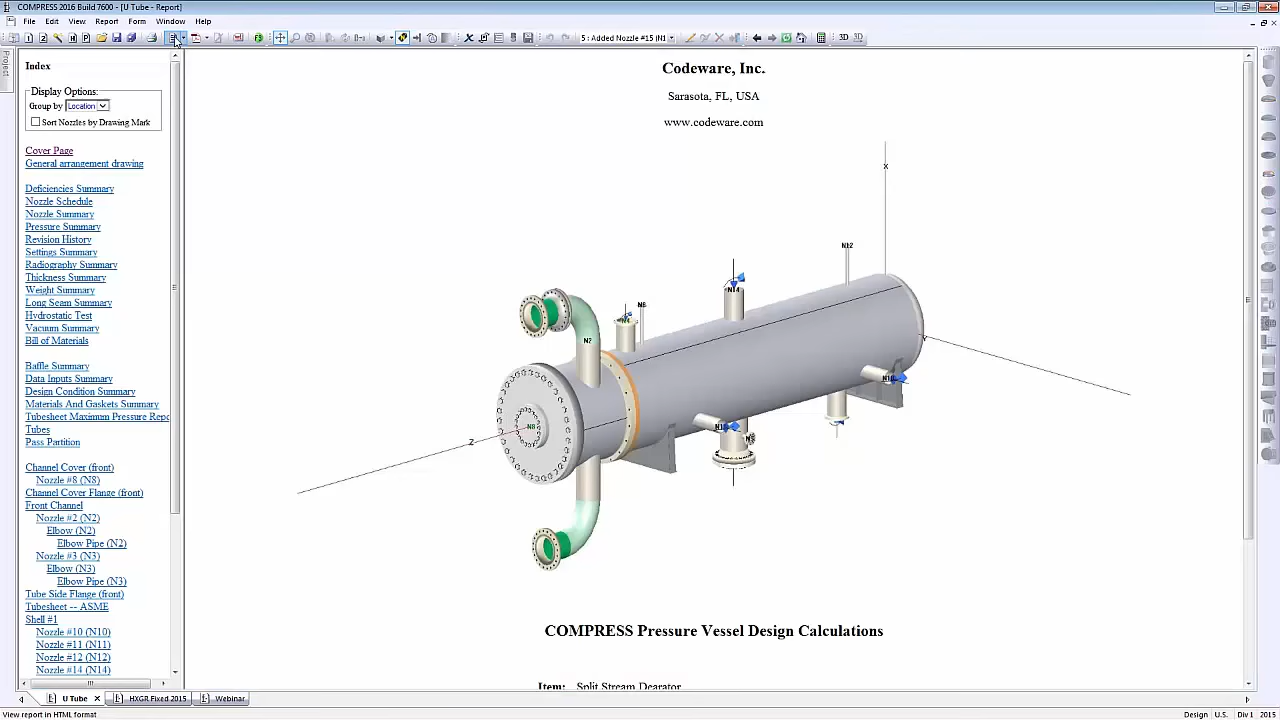 COMPRESS 2016 Build 7600 - [U Tube - Report]
File Edit View Report Form Window Help
5 : Added Nozzle #15 (N1
3D 3D
Project
Index
Display Options:
Group by Location
Sort Nozzles by Drawing Mark
Cover Page
General arrangement drawing
Deficiencies Summary
Nozzle Schedule
Nozzle Summary
Pressure Summary
Revision History
Settings Summary
Radiography Summary
Thickness Summary
Weight Summary
Long Seam Summary
Hydrostatic Test
Vacuum Summary
Bill of Materials
Baffle Summary
Data Inputs Summary
Design Condition Summary
Materials And Gaskets Summary
Tubesheet Maximum Pressure Repo
Tubes
Pass Partition
Channel Cover (front)
Nozzle #8 (N8)
Channel Cover Flange (front)
Front Channel
Nozzle #2 (N2)
Elbow (N2)
Elbow Pipe (N2)
Nozzle #3 (N3)
Elbow (N3)
Elbow Pipe (N3)
Tube Side Flange (front)
Tubesheet -- ASME
Shell #1
Nozzle #10 (N10)
Nozzle #11 (N11)
Nozzle #12 (N12)
Nozzle #14 (N14)
Codeware, Inc.
Sarasota, FL, USA
www.codeware.com
X
N12
N14
N2
Y
Z
N8
COMPRESS Pressure Vessel Design Calculations
Item: Split Stream Dearator
U Tube HXGR Fixed 2015 Webinar
View report in HTML format
Design U.S. Div 1 2015